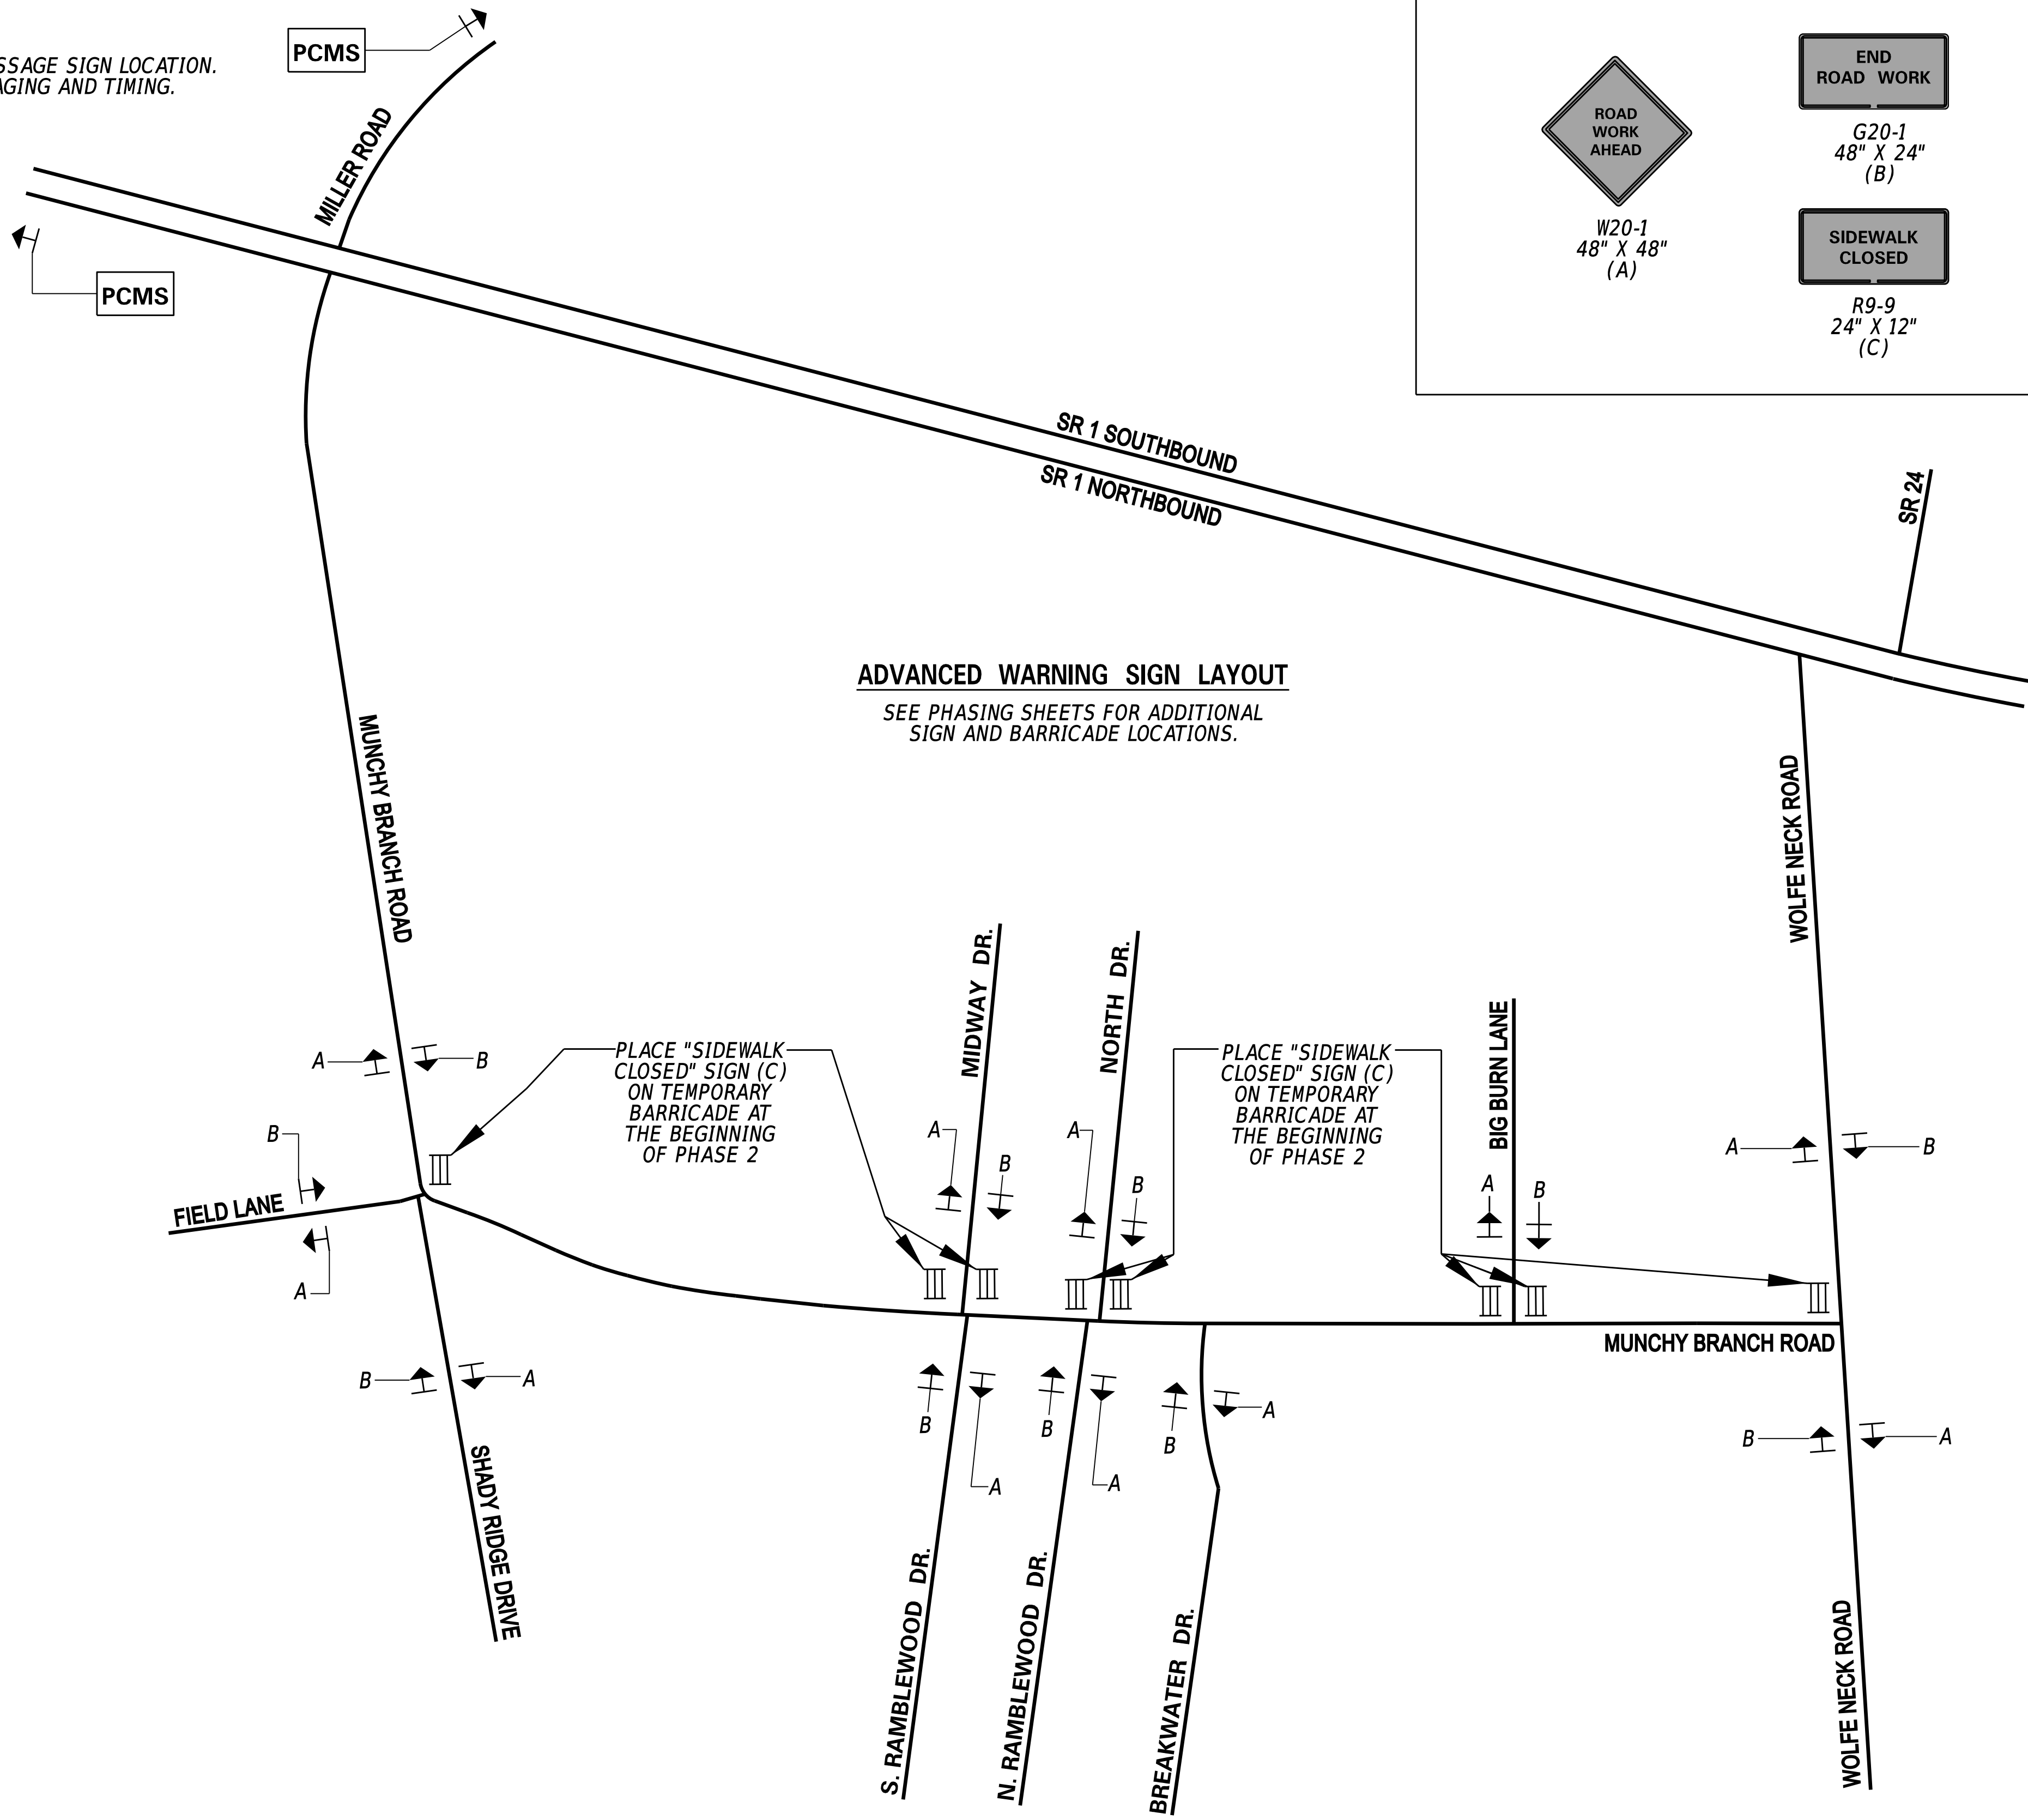 PCMS
SSAGE SIGN LOCATION.
AGING AND TIMING.
MILLER ROAD
PCMS
ROAD
WORK
AHEAD
W20-1
48" X 48"
(A)
END
ROAD WORK
G20-1
48" X 24"
(B)
SIDEWALK
CLOSED
R9-9
24" X 12"
(C)
SR 1 SOUTHBOUND
SR 1 NORTHBOUND
SR 24
ADVANCED WARNING SIGN LAYOUT
SEE PHASING SHEETS FOR ADDITIONAL
SIGN AND BARRICADE LOCATIONS.
MUNCHY BRANCH ROAD
WOLFE NECK ROAD
MIDWAY DR.
NORTH DR.
BIG BURN LANE
A
B
PLACE "SIDEWALK
CLOSED" SIGN (C)
ON TEMPORARY
BARRICADE AT
THE BEGINNING
OF PHASE 2
PLACE "SIDEWALK
CLOSED" SIGN (C)
ON TEMPORARY
BARRICADE AT
THE BEGINNING
OF PHASE 2
B
A
B
A
B
A
B
A
B
FIELD LANE
A
MUNCHY BRANCH ROAD
B
A
B
A
B
A
B
A
B
A
SHADY RIDGE DRIVE
S. RAMBLEWOOD DR.
N. RAMBLEWOOD DR.
BREAKWATER DR.
WOLFE NECK ROAD